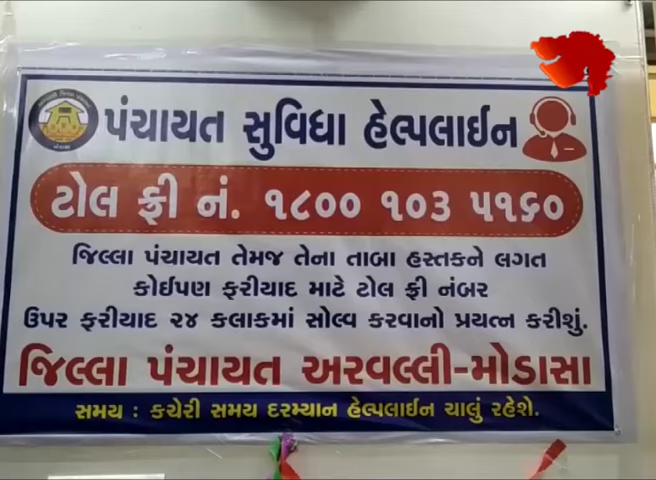 પંચાયત સુવિધા હેલ્પલાઈન
ટોલ ફ્રી નં. ૧૮૦૦ ૧૦૩ ૫૧૬૦
જિલ્લા પંચાયત તેમજ તેના તાબા હસ્તકને લગત
કોઈપણ ફરીયાદ માટે ટોલ ફ્રી નંબર
ઉપર ફરીયાદ ૨૪ કલાકમાં સોલ્વ કરવાનો પ્રયત્ન કરીશું.
જિલ્લા પંચાયત અરવલ્લી-મોડાસા
સમય : કચેરી સમય દરમ્યાન હેલ્પલાઈન ચાલું રહેશે.